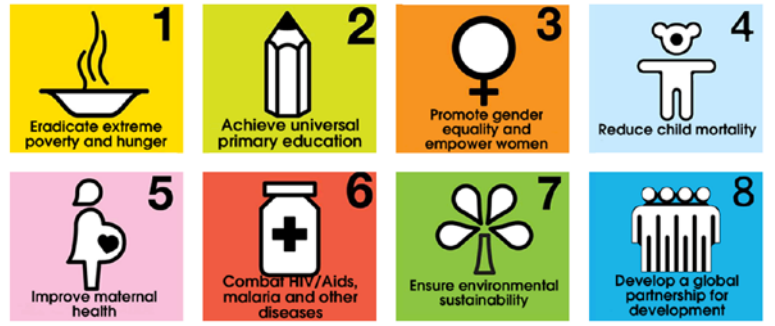 1
Eradicate extreme
poverty and hunger
2
Achieve universal
primary education
3
Promote gender
equality and
empower women
4
Reduce child mortality
5
Improve maternal
health
6
Combat HIV/Aids,
malaria and other
diseases
7
Ensure environmental
sustainability
8
Develop a global
partnership for
development